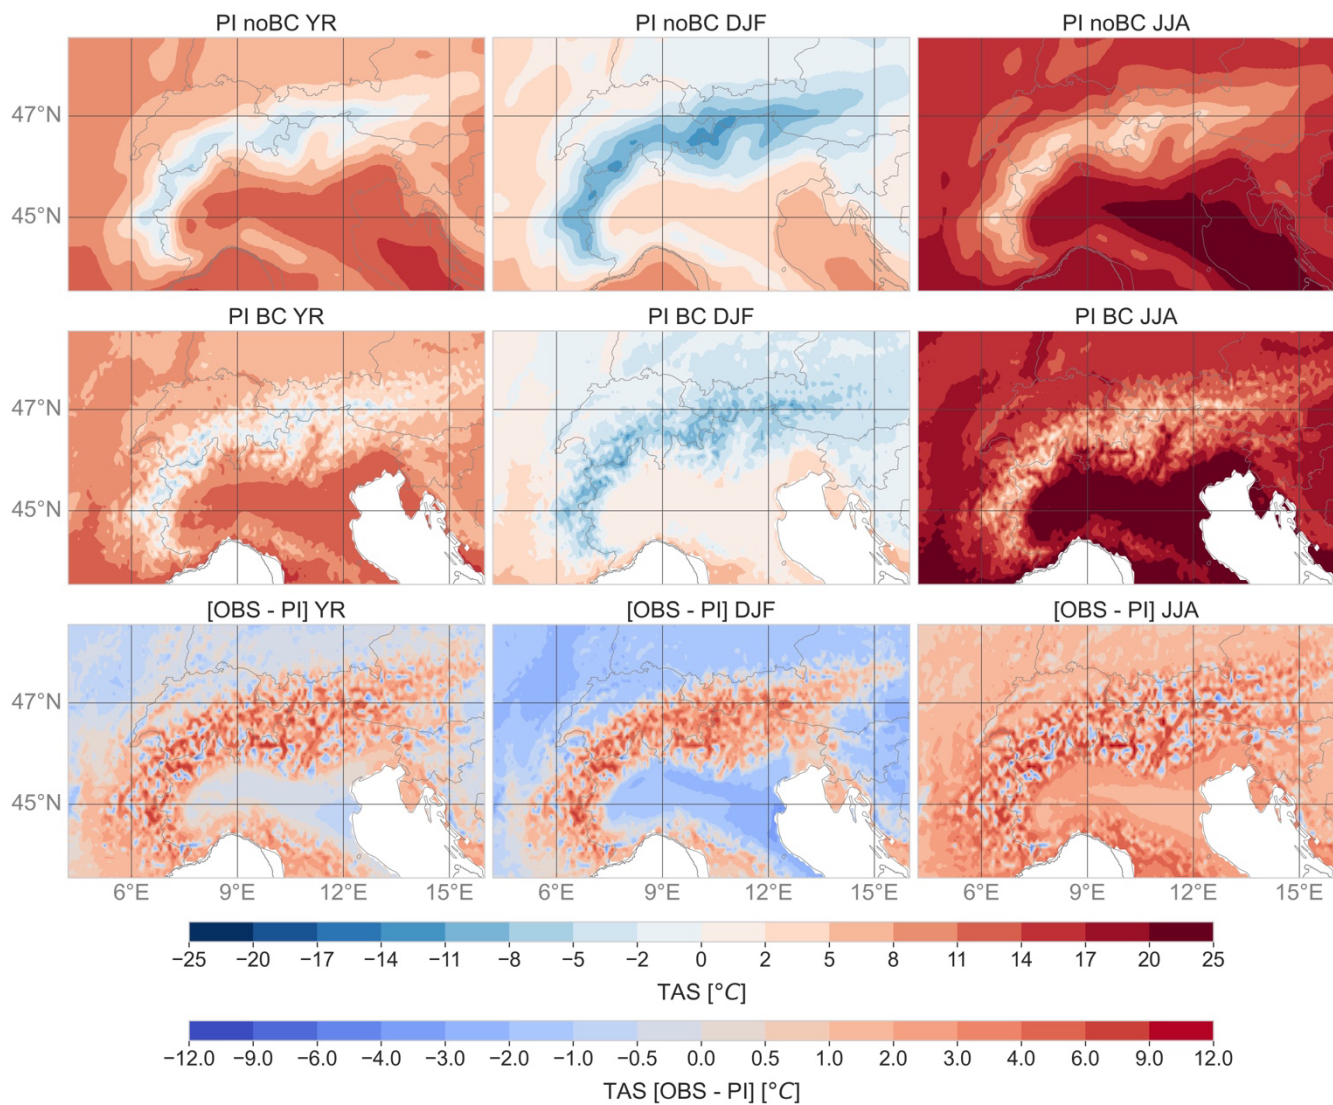 PI noBC YR PI noBC DJF PI noBC JJA
47°N
45°N
PI BC YR PI BC DJF PI BC JJA
47°N
45°N
[OBS - PI] YR [OBS - PI] DJF [OBS - PI] JJA
47°N
45°N
6°E 9°E 12°E 15°E 6°E 9°E 12°E 15°E 6°E 9°E 12°E 15°E
−25 −20 −17 −14 −11 −8 −5 −2 0 2 5 8 11 14 17 20 25
TAS [°C]
−12.0 −9.0 −6.0 −4.0 −3.0 −2.0 −1.0 −0.5 0.0 0.5 1.0 2.0 3.0 4.0 6.0 9.0 12.0
TAS [OBS - PI] [°C]